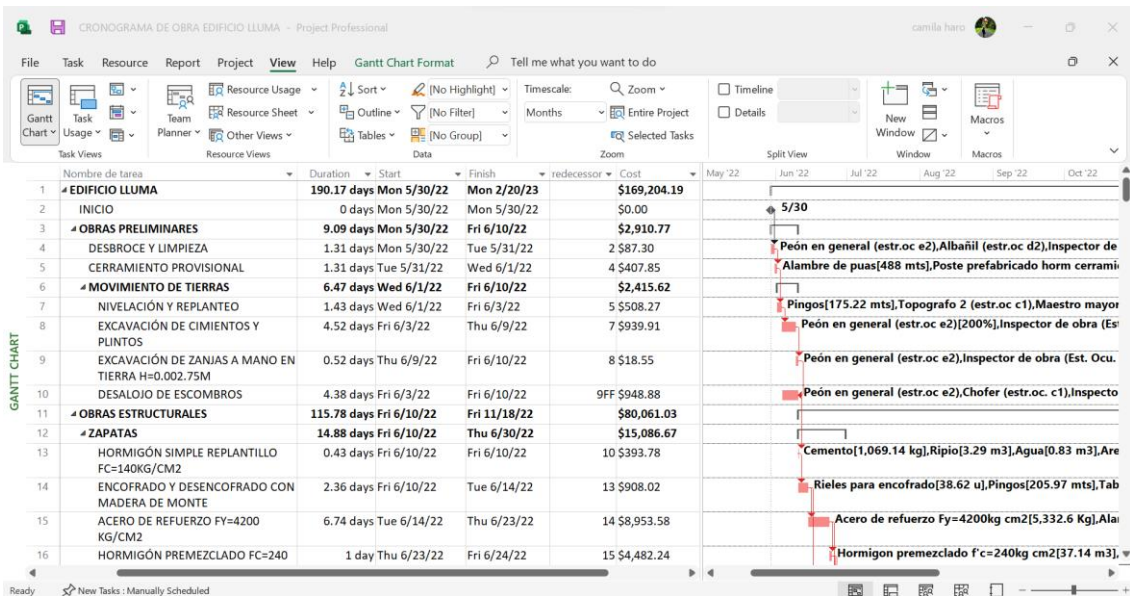 CRONOGRAMA DE OBRA EDIFICIO LLUMA - Project Professional
camila haro
File Task Resource Report Project View Help Gantt Chart Format Tell me what you want to do
Resource Usage Sort [No Highlight] Timescale: Zoom Timeline
Gantt Chart Task Usage Team Planner Resource Sheet Outline [No Filter] Months Entire Project Details New Window Macros
Other Views Tables [No Group] Selected Tasks
Task Views Resource Views Data Zoom Split View Window Macros
Nombre de tarea Duration Start Finish redecessor Cost May '22 Jun '22 Jul '22 Aug '22 Sep '22 Oct '22
1 EDIFICIO LLUMA 190.17 days Mon 5/30/22 Mon 2/20/23 $169,204.19
2 INICIO 0 days Mon 5/30/22 Mon 5/30/22 $0.00 5/30
3 OBRAS PRELIMINARES 9.09 days Mon 5/30/22 Fri 6/10/22 $2,910.77
4 DESBROCE Y LIMPIEZA 1.31 days Mon 5/30/22 Tue 5/31/22 2 $87.30 Peón en general (estr.oc e2),Albañil (estr.oc d2),Inspector de
5 CERRAMIENTO PROVISIONAL 1.31 days Tue 5/31/22 Wed 6/1/22 4 $407.85 Alambre de puas[488 mts],Poste prefabricado horm cerrami
6 MOVIMIENTO DE TIERRAS 6.47 days Wed 6/1/22 Fri 6/10/22 $2,415.62
7 NIVELACIÓN Y REPLANTEO 1.43 days Wed 6/1/22 Fri 6/3/22 5 $508.27 Pingos[175.22 mts],Topografo 2 (estr.oc c1),Maestro mayor
8 EXCAVACIÓN DE CIMIENTOS Y 4.52 days Fri 6/3/22 Thu 6/9/22 7 $939.91 Peón en general (estr.oc e2)[200%],Inspector de obra (Es
PLINTOS
9 EXCAVACIÓN DE ZANJAS A MANO EN 0.52 days Thu 6/9/22 Fri 6/10/22 8 $18.55 Peón en general (estr.oc e2),Inspector de obra (Est. Ocu.
TIERRA H=0.002.75M
10 DESALOJO DE ESCOMBROS 4.38 days Fri 6/3/22 Fri 6/10/22 9FF $948.88 Peón en general (estr.oc e2),Chofer (estr.oc. c1),Inspecto
11 OBRAS ESTRUCTURALES 115.78 days Fri 6/10/22 Fri 11/18/22 $80,061.03
12 ZAPATAS 14.88 days Fri 6/10/22 Thu 6/30/22 $15,086.67
13 HORMIGÓN SIMPLE REPLANTILLO 0.43 days Fri 6/10/22 Fri 6/10/22 10 $393.78 Cemento[1,069.14 kg],Ripio[3.29 m3],Agua[0.83 m3],Are
FC=140KG/CM2
14 ENCOFRADO Y DESENCOFRADO CON 2.36 days Fri 6/10/22 Tue 6/14/22 13 $908.02 Rieles para encofrado[38.62 u],Pingos[205.97 mts],Tab
MADERA DE MONTE
15 ACERO DE REFUERZO FY=4200 6.74 days Tue 6/14/22 Thu 6/23/22 14 $8,953.58 Acero de refuerzo Fy=4200kg cm2[5,332.6 Kg],Ala
KG/CM2
16 HORMIGÓN PREMEZCLADO FC=240 1 day Thu 6/23/22 Fri 6/24/22 15 $4,482.24 Hormigon premezclado f'c=240kg cm2[37.14 m3],
GANTT CHART
Ready New Tasks : Manually Scheduled